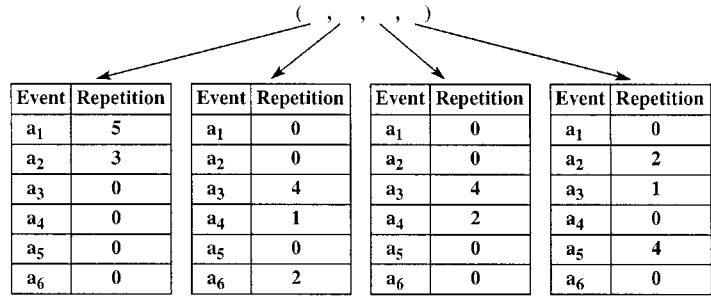 ( , , , )
Event Repetition Event Repetition Event Repetition Event Repetition
a1 5 a1 0 a1 0 a1 0
a2 3 a2 0 a2 0 a2 2
a3 0 a3 4 a3 4 a3 1
a4 0 a4 1 a4 2 a4 0
a5 0 a5 0 a5 0 a5 4
a6 0 a6 2 a6 0 a6 0